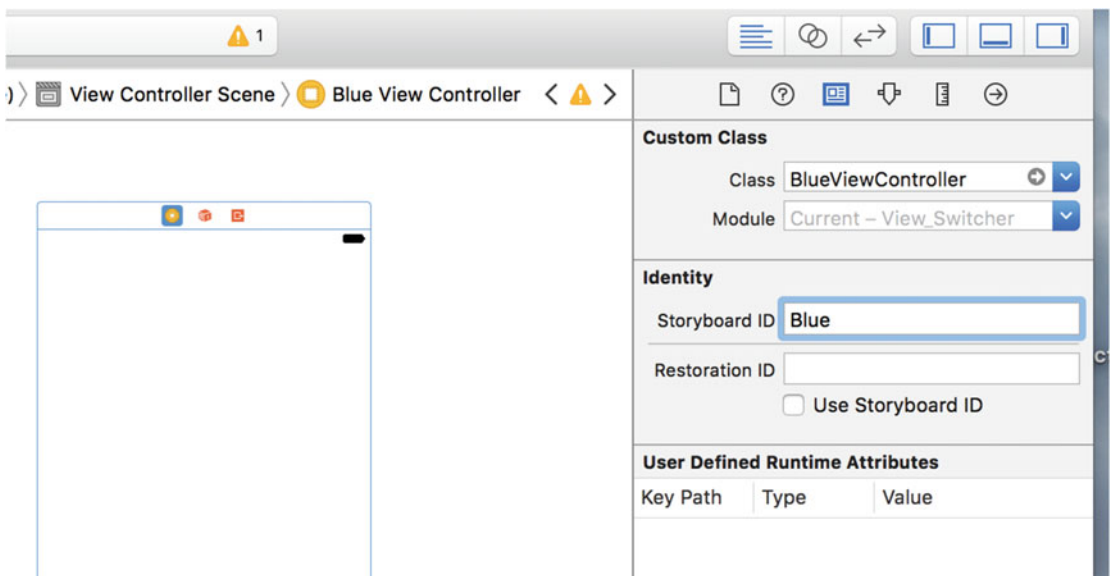 1
View Controller Scene Blue View Controller
Custom Class
Class BlueViewController
Module Current – View_Switcher
Identity
Storyboard ID Blue
Restoration ID
Use Storyboard ID
User Defined Runtime Attributes
Key Path Type Value